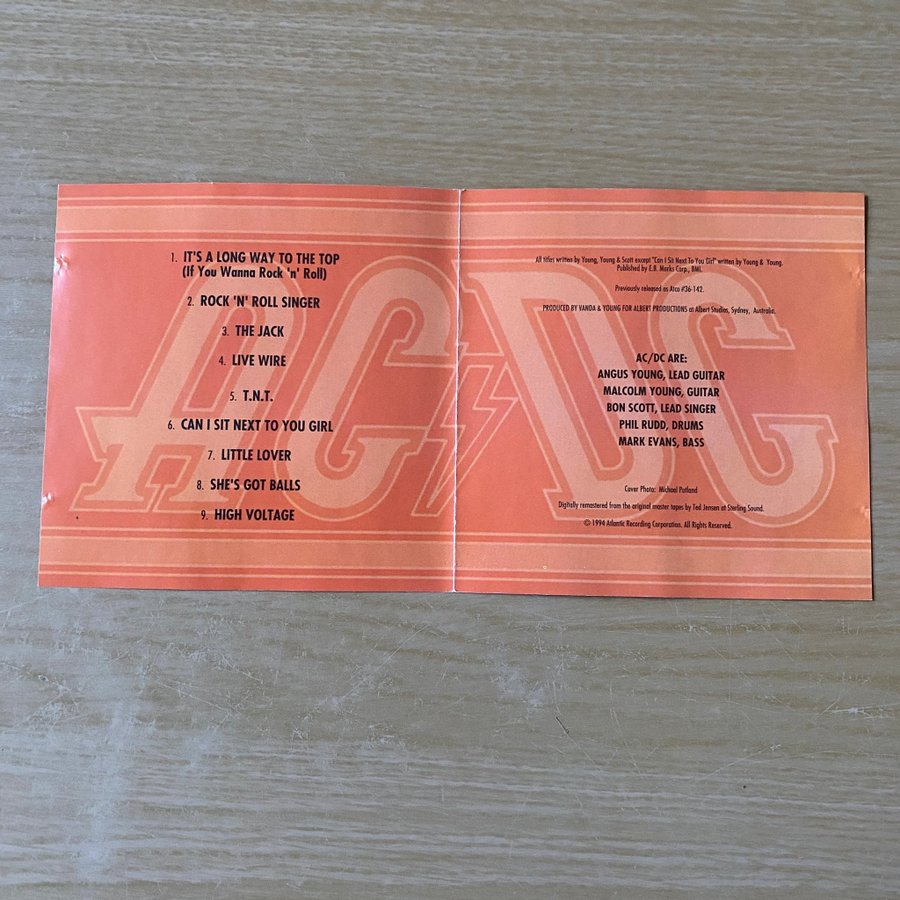 1. IT'S A LONG WAY TO THE TOP
(If You Wanna Rock 'n' Roll)
2. ROCK 'N' ROLL SINGER
3. THE JACK
4. LIVE WIRE
5. T.N.T.
6. CAN I SIT NEXT TO YOU GIRL
7. LITTLE LOVER
8. SHE'S GOT BALLS
9. HIGH VOLTAGE
AC/DC
All titles written by Young, Young & Scott except "Can I Sit Next To You Girl" written by Young & Young.
Published by E.B. Marks Corp., BMI.
Previously released as Atco #36-142.
PRODUCED BY VANDA & YOUNG FOR ALBERT PRODUCTIONS at Albert Studios, Sydney, Australia.
AC/DC ARE:
ANGUS YOUNG, LEAD GUITAR
MALCOLM YOUNG, GUITAR
BON SCOTT, LEAD SINGER
PHIL RUDD, DRUMS
MARK EVANS, BASS
Cover Photo: Michael Putland
Digitally remastered from the original master tapes by Ted Jensen at Sterling Sound.
© 1994 Atlantic Recording Corporation. All Rights Reserved.